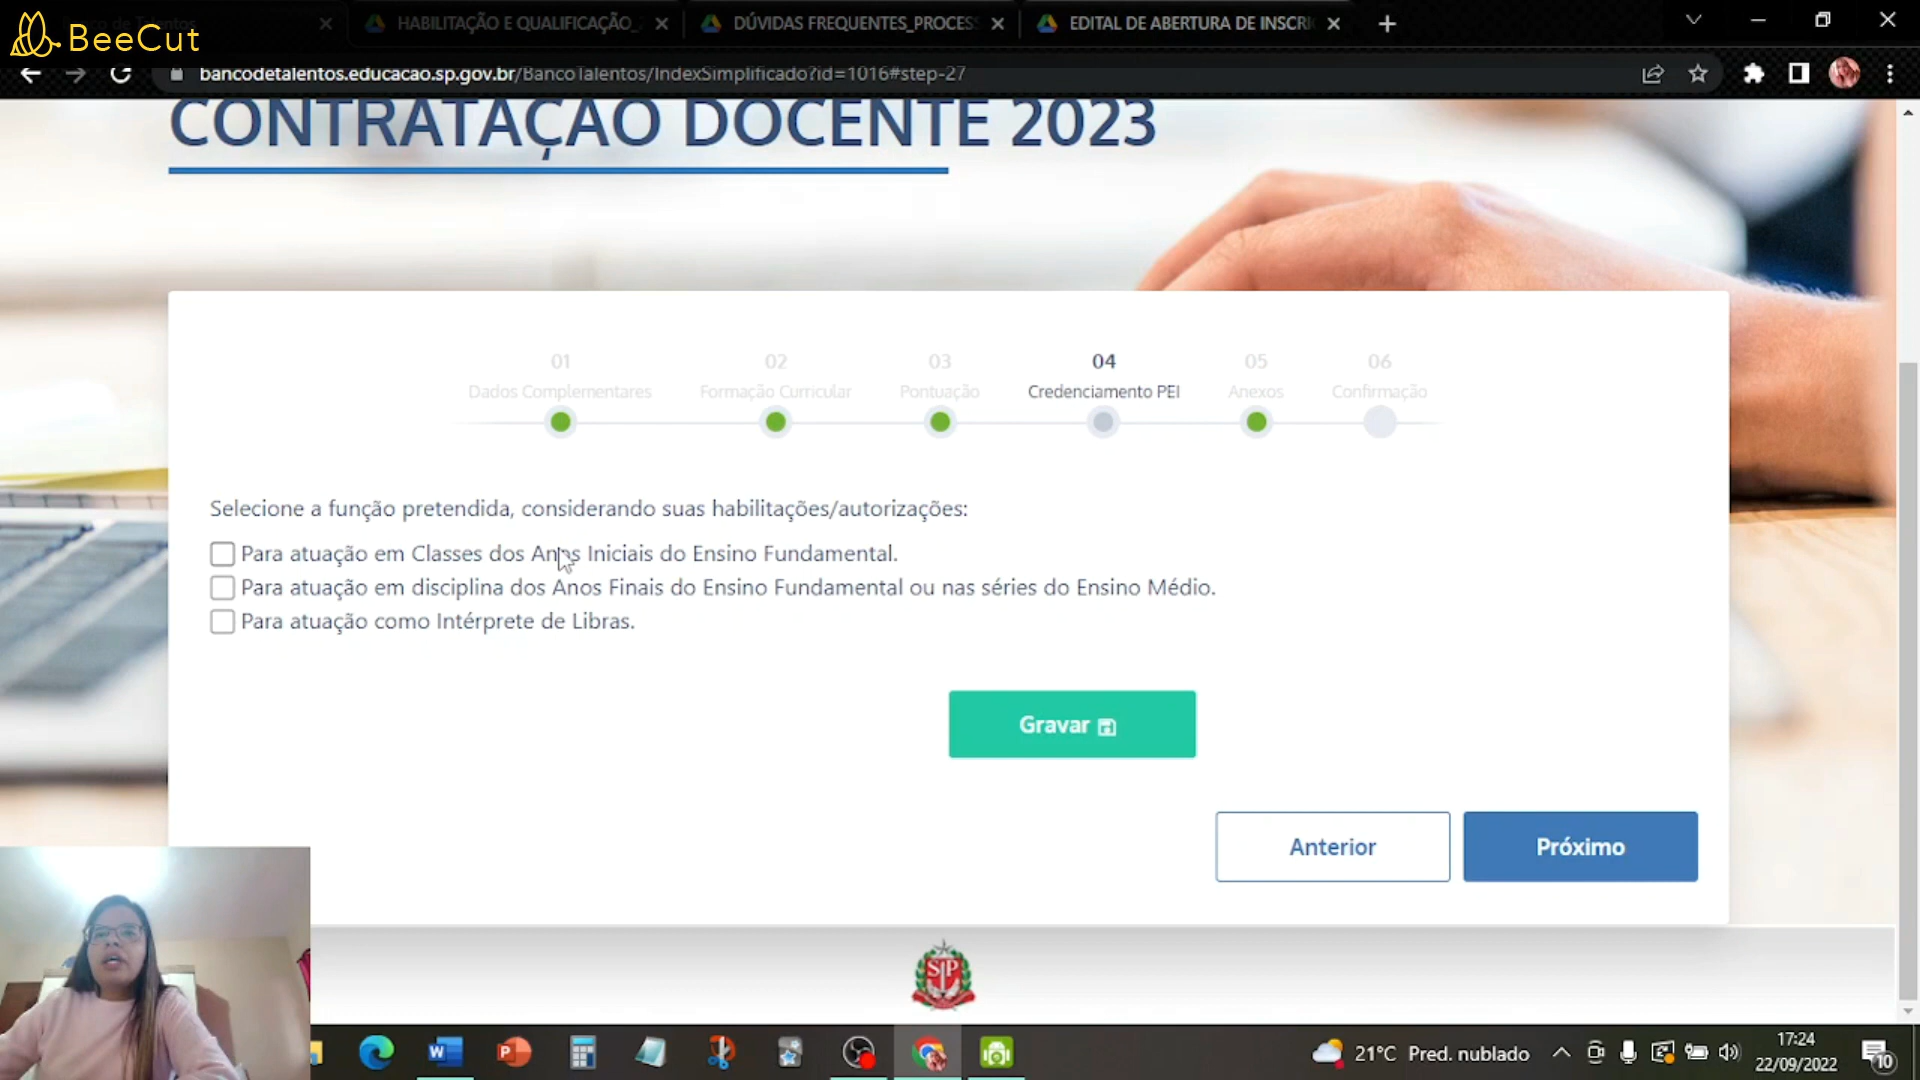 BeeCut
de Talentos
HABILITAÇÃO E QUALIFICAÇÃO_
DÚVIDAS FREQUENTES_PROCES
EDITAL DE ABERTURA DE INSCRI
bancodetalentos.educacao.sp.gov.br/BancoTalentos/IndexSimplificado?id=1016#step-27
CONTRATAÇÃO DOCENTE 2023
01
02
03
04
05
06
Dados Complementares
Formação Curricular
Pontuação
Credenciamento PEI
Anexos
Confirmação
Selecione a função pretendida, considerando suas habilitações/autorizações:
Para atuação em Classes dos Anos Iniciais do Ensino Fundamental.
Para atuação em disciplina dos Anos Finais do Ensino Fundamental ou nas séries do Ensino Médio.
Para atuação como Intérprete de Libras.
Gravar
Anterior
Próximo
SP
21°C Pred. nublado
17:24
22/09/2022
10